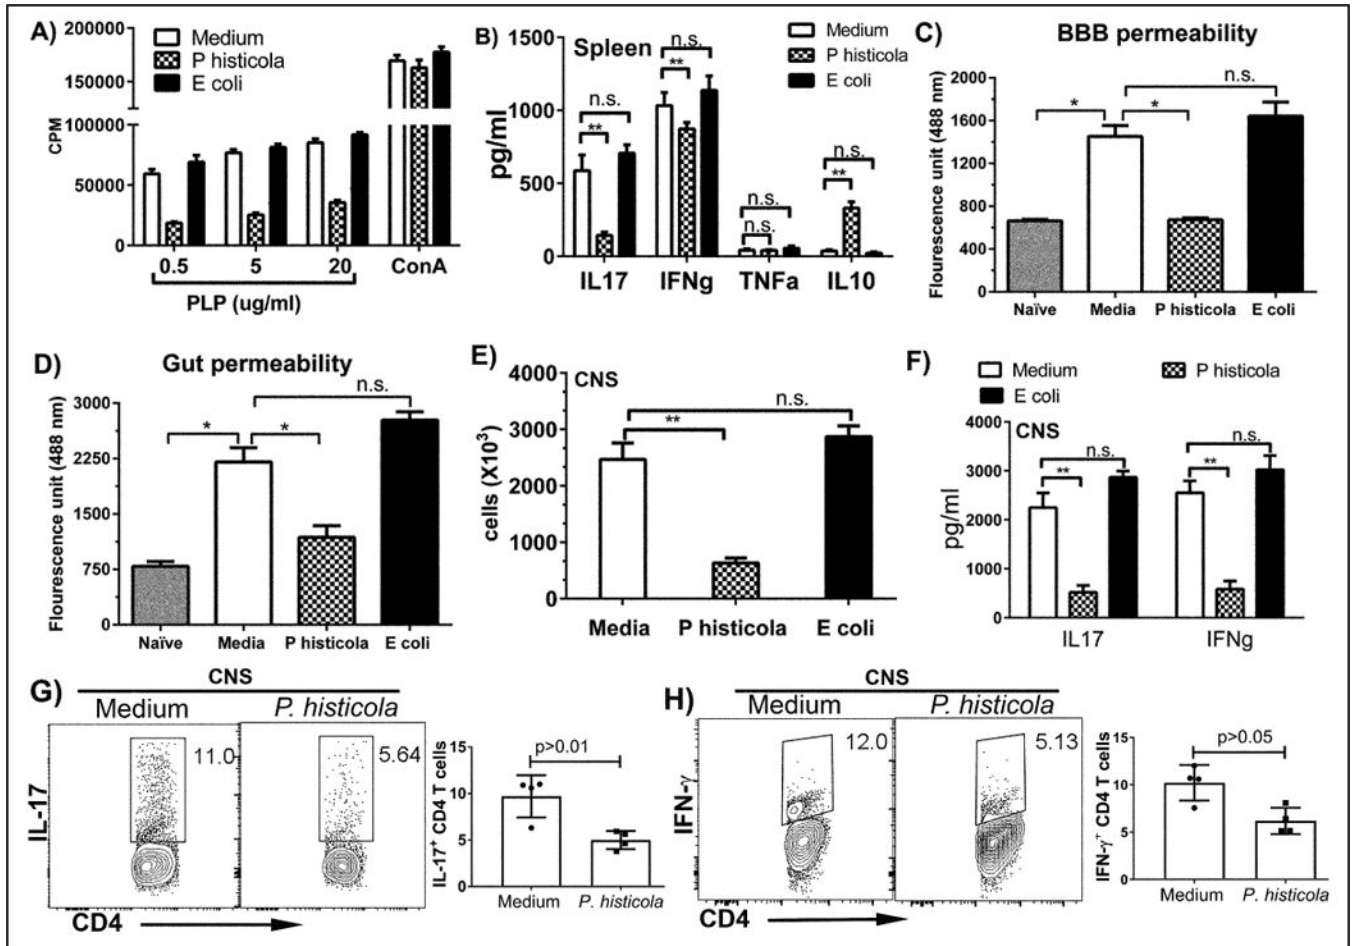 A)
Medium
P histicola
E coli
CPM
200000
150000
100000
50000
0
0.5 5 20 ConA
PLP (ug/ml)
B) Spleen
Medium
P histicola
E coli
pg/ml
1500
1000
500
0
n.s.
**
n.s.
**
n.s.
n.s.
n.s.
**
IL17 IFNg TNFa IL10
C) BBB permeability
Flourescence unit (488 nm)
2000
1600
1200
800
400
0
n.s.
* *
Naïve Media P histicola E coli
D) Gut permeability
Flourescence unit (488 nm)
3000
2250
1500
750
0
n.s.
* *
Naïve Media P histicola E coli
E) CNS
cells (X10³)
4000
3000
2000
1000
0
n.s.
**
Media P histicola E coli
F)
Medium P histicola
E coli
CNS
pg/ml
4000
3000
2000
1000
0
n.s.
**
n.s.
**
IL17 IFNg
G) CNS
Medium P. histicola
11.0 5.64
IL-17
CD4
IL-17⁺ CD4 T cells
15
10
5
0
p>0.01
Medium P. histicola
H) CNS
Medium P. histicola
12.0 5.13
IFN-γ
CD4
IFN-γ⁺ CD4 T cells
15
10
5
0
p>0.05
Medium P. histicola